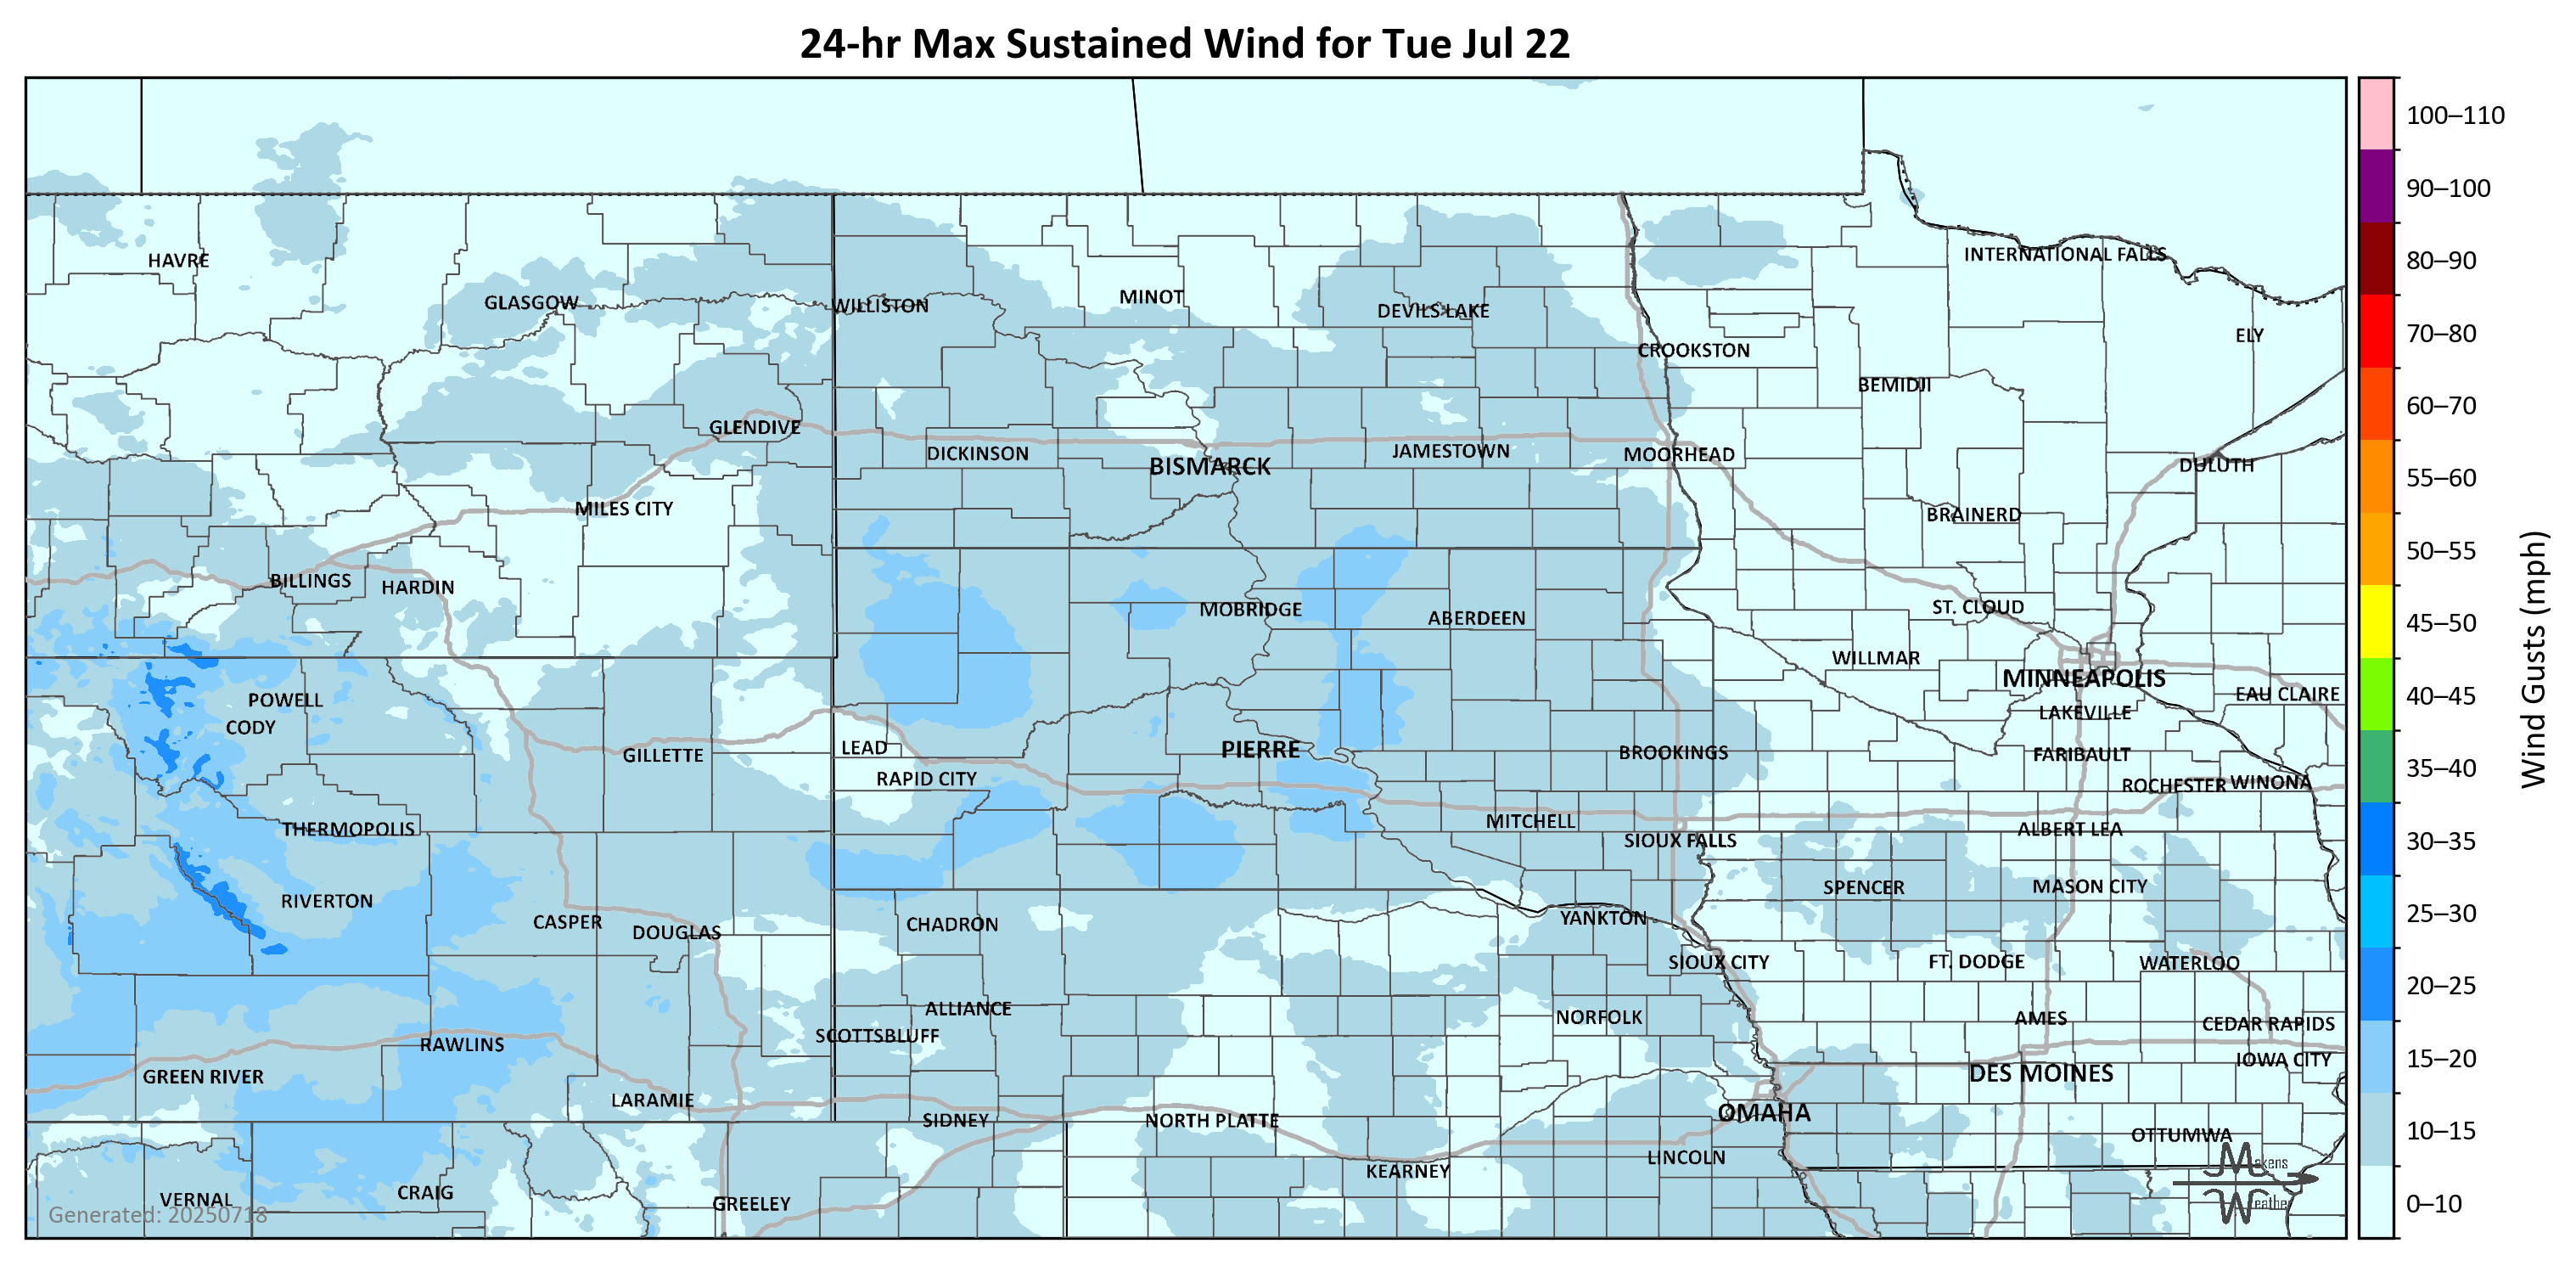 24-hr Max Sustained Wind for Tue Jul 22
100–110
90–100
80–90
70–80
60–70
55–60
50–55
45–50
40–45
35–40
30–35
25–30
20–25
15–20
10–15
0–10
Wind Gusts (mph)
HAVRE
GLASGOW
WILLISTON
MINOT
DEVILS LAKE
INTERNATIONAL FALLS
ELY
CROOKSTON
BEMIDJI
GLENDIVE
DICKINSON
BISMARCK
JAMESTOWN
MOORHEAD
DULUTH
MILES CITY
BRAINERD
BILLINGS
HARDIN
MOBRIDGE
ABERDEEN
ST. CLOUD
WILLMAR
MINNEAPOLIS
EAU CLAIRE
POWELL
CODY
LAKEVILLE
GILLETTE
LEAD
PIERRE
BROOKINGS
FARIBAULT
RAPID CITY
ROCHESTER
WINONA
THERMOPOLIS
MITCHELL
SIOUX FALLS
ALBERT LEA
RIVERTON
SPENCER
MASON CITY
CASPER
DOUGLAS
CHADRON
YANKTON
SIOUX CITY
FT. DODGE
WATERLOO
ALLIANCE
NORFOLK
AMES
CEDAR RAPIDS
SCOTTSBLUFF
RAWLINS
IOWA CITY
GREEN RIVER
DES MOINES
LARAMIE
SIDNEY
NORTH PLATTE
OMAHA
OTTUMWA
KEARNEY
LINCOLN
VERNAL
CRAIG
GREELEY
Makens
Weather
Generated: 20250718